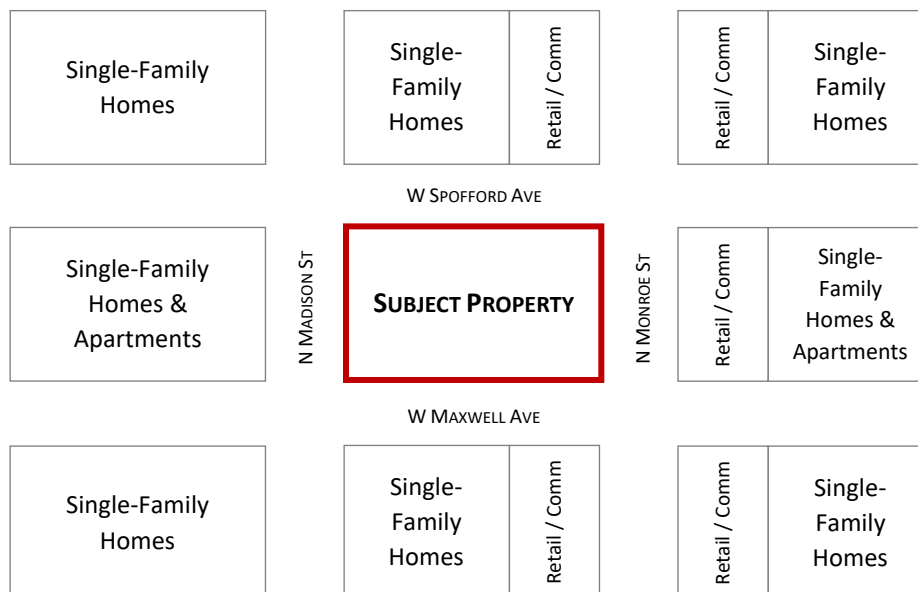 Single-Family
Homes
Single-
Family
Homes
Retail / Comm
Retail / Comm
Single-
Family
Homes
W SPOFFORD AVE
Single-Family
Homes &
Apartments
N MADISON ST
SUBJECT PROPERTY
N MONROE ST
Retail / Comm
Single-
Family
Homes &
Apartments
W MAXWELL AVE
Single-Family
Homes
Single-
Family
Homes
Retail / Comm
Retail / Comm
Single-
Family
Homes